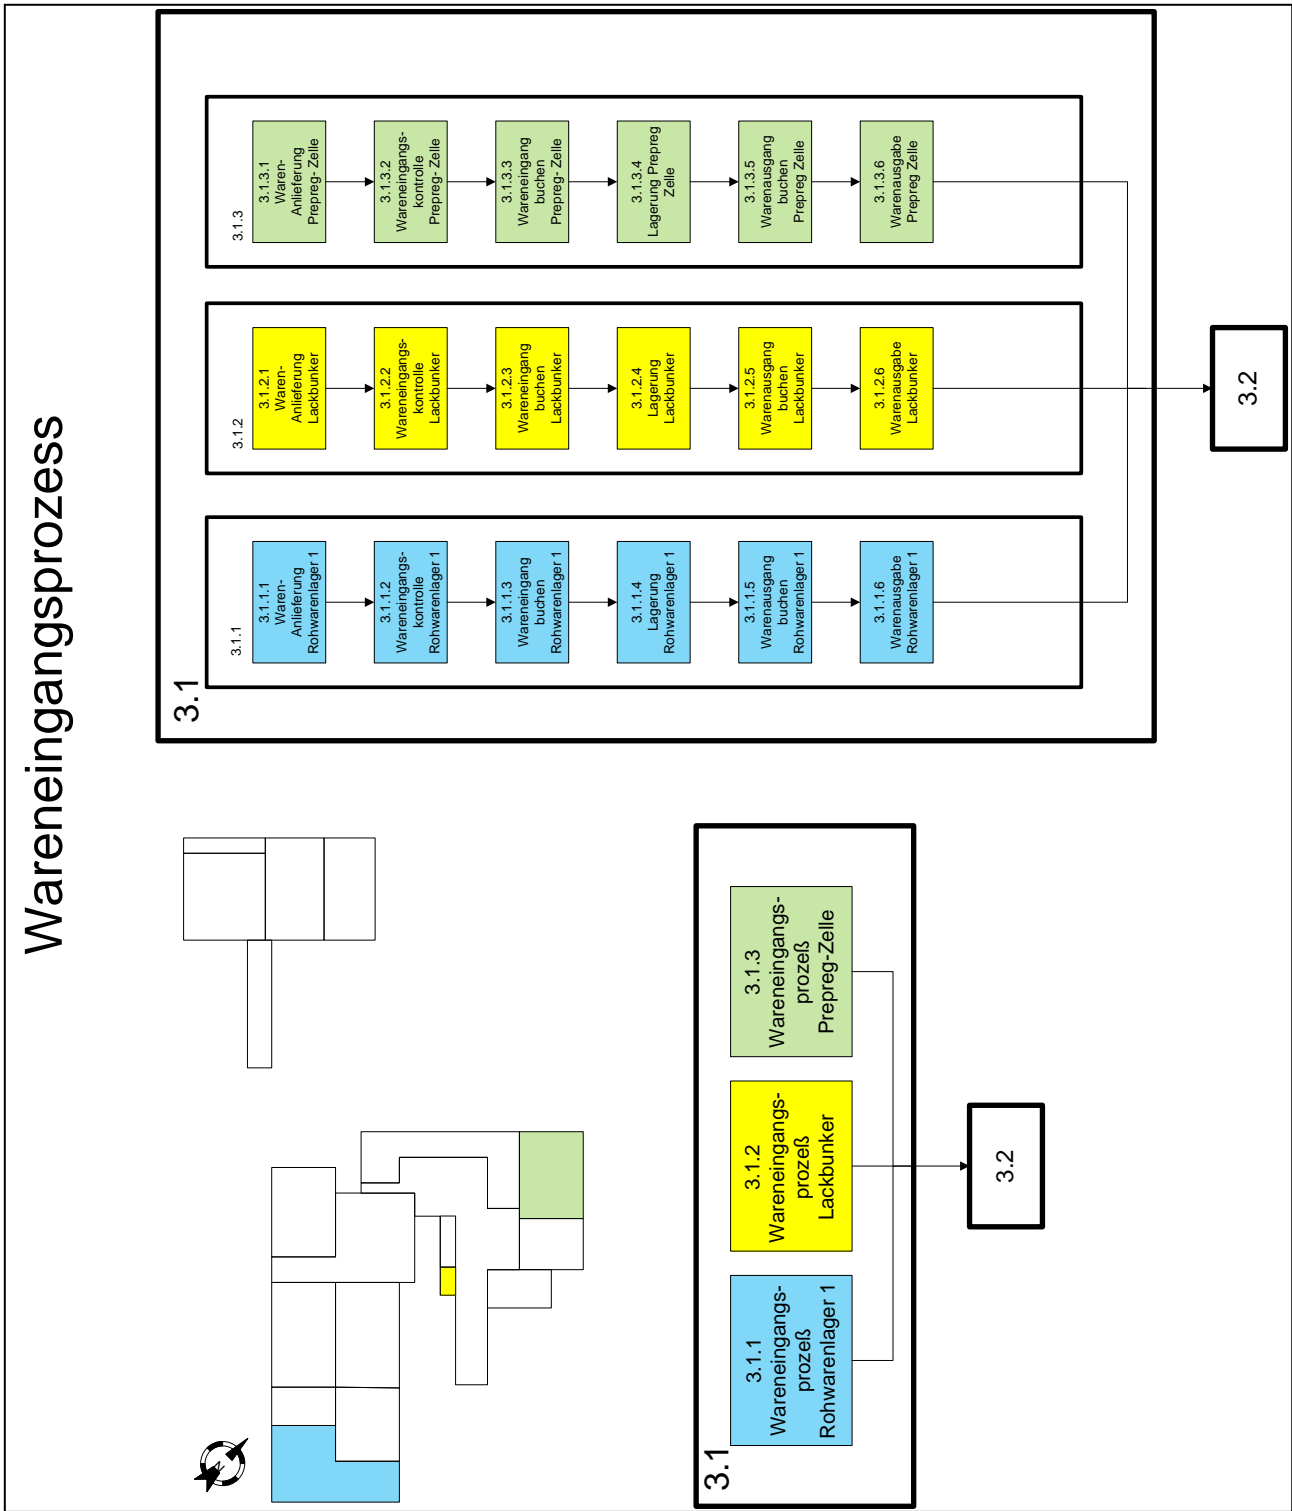 Wareneingangsprozess
N
3.1
3.1.1
Wareneingangs-
prozeß
Rohwarenlager 1
3.1.2
Wareneingangs-
prozeß
Lackbunker
3.1.3
Wareneingangs-
prozeß
Prepreg-Zelle
3.2
3.1
3.1.1
3.1.1.1
Waren-
Anlieferung
Rohwarenlager 1
3.1.1.2
Wareneingangs-
kontrolle
Rohwarenlager 1
3.1.1.3
Wareneingang
buchen
Rohwarenlager 1
3.1.1.4
Lagerung
Rohwarenlager 1
3.1.1.5
Warenausgang
buchen
Rohwarenlager 1
3.1.1.6
Warenausgabe
Rohwarenlager 1
3.1.2
3.1.2.1
Waren-
Anlieferung
Lackbunker
3.1.2.2
Wareneingangs-
kontrolle
Lackbunker
3.1.2.3
Wareneingang
buchen
Lackbunker
3.1.2.4
Lagerung
Lackbunker
3.1.2.5
Warenausgang
buchen
Lackbunker
3.1.2.6
Warenausgabe
Lackbunker
3.1.3
3.1.3.1
Waren-
Anlieferung
Prepreg- Zelle
3.1.3.2
Wareneingangs-
kontrolle
Prepreg- Zelle
3.1.3.3
Wareneingang
buchen
Prepreg- Zelle
3.1.3.4
Lagerung Prepreg
Zelle
3.1.3.5
Warenausgang
buchen
Prepreg Zelle
3.1.3.6
Warenausgabe
Prepreg Zelle
3.2